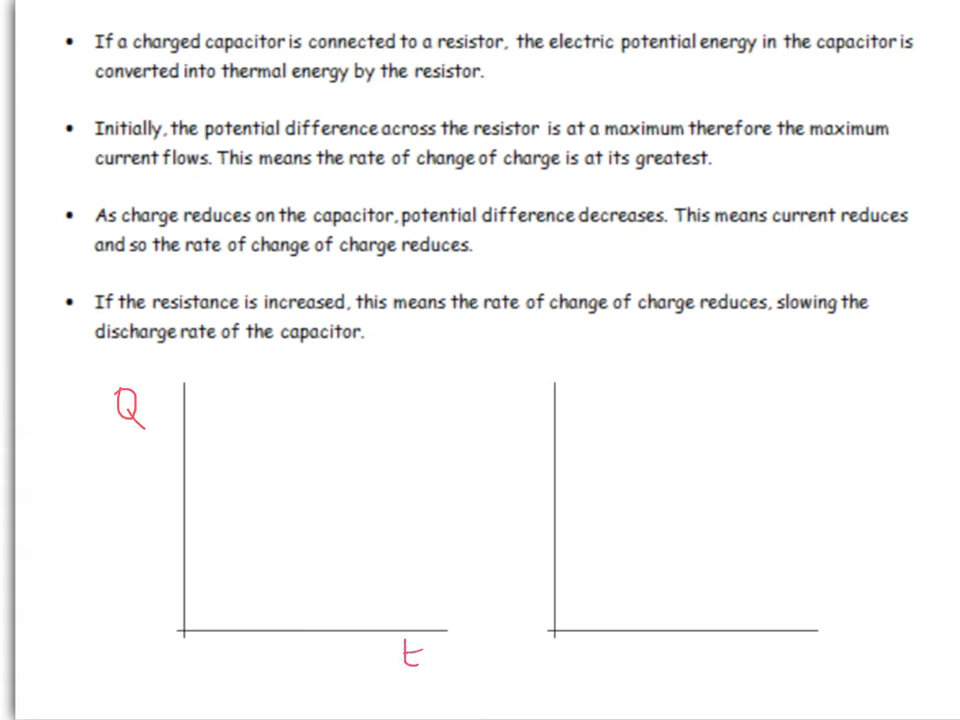 • If a charged capacitor is connected to a resistor, the electric potential energy in the capacitor is
converted into thermal energy by the resistor.
• Initially, the potential difference across the resistor is at a maximum therefore the maximum
current flows. This means the rate of change of charge is at its greatest.
• As charge reduces on the capacitor, potential difference decreases. This means current reduces
and so the rate of change of charge reduces.
• If the resistance is increased, this means the rate of change of charge reduces, slowing the
discharge rate of the capacitor.
Q
t